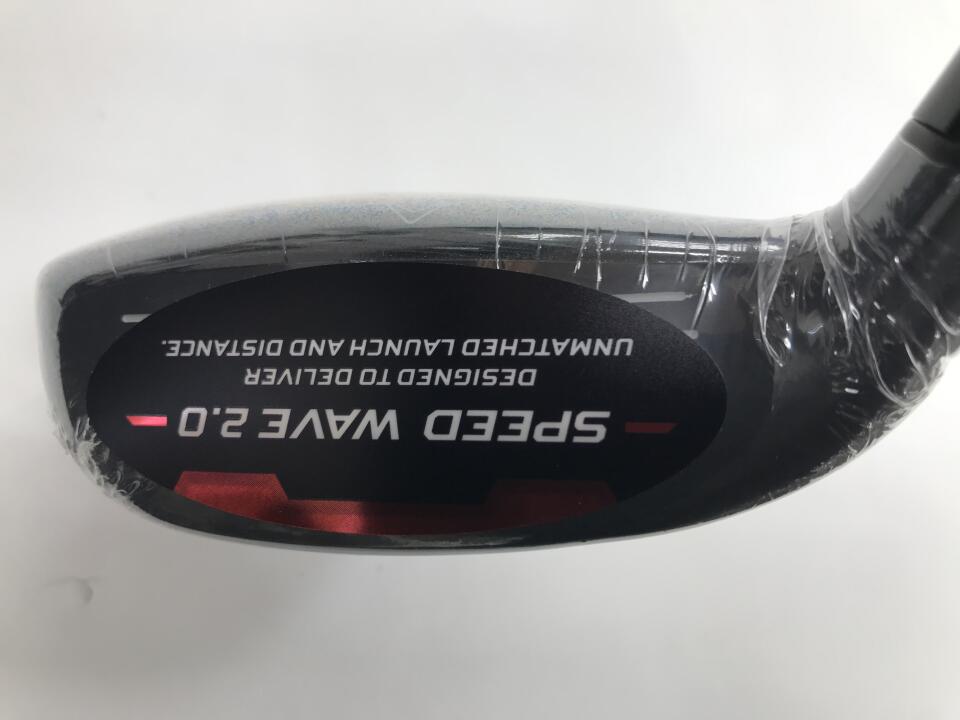 SPEED WAVE 2.0
DESIGNED TO DELIVER
UNMATCHED LAUNCH AND DISTANCE.